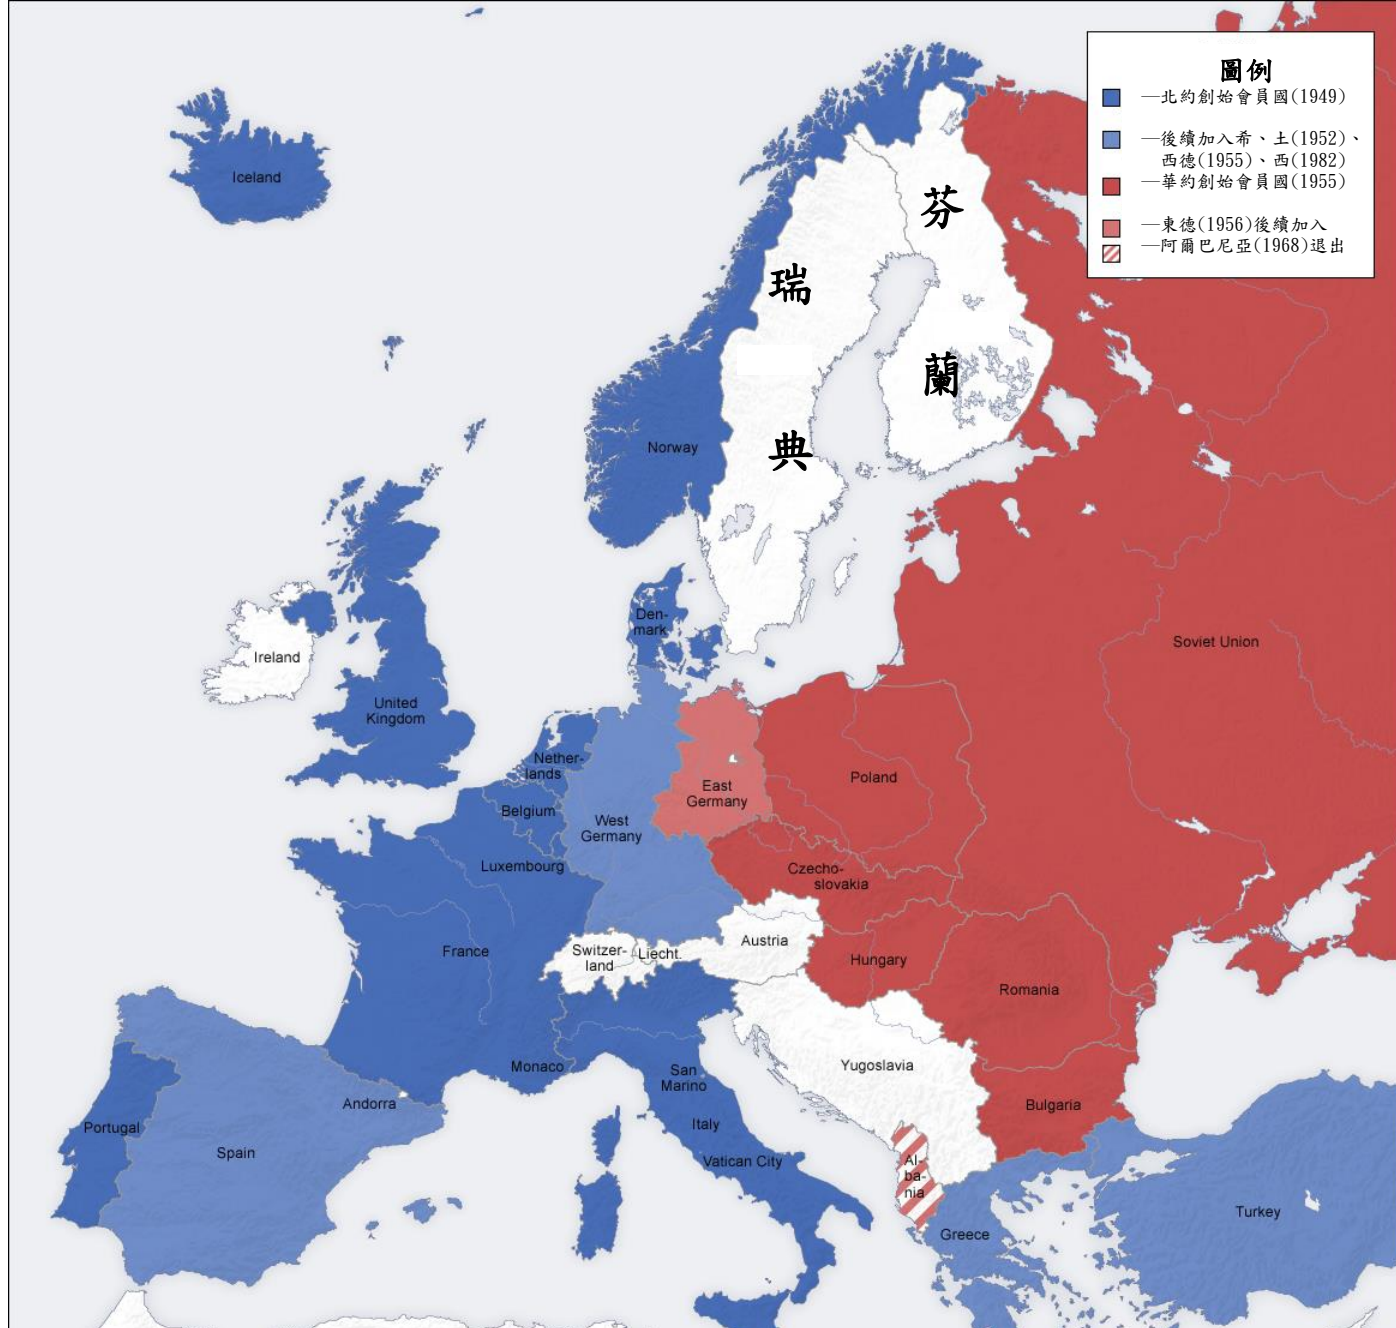 圖例
—北約創始會員國(1949)
—後續加入希、土(1952)、
西德(1955)、西(1982)
—華約創始會員國(1955)
—東德(1956)後續加入
—阿爾巴尼亞(1968)退出
Iceland
芬
瑞
蘭
典
Norway
Den-
mark
Ireland
United
Kingdom
Soviet Union
Nether-
lands
Belgium
Luxembourg
West
Germany
East
Germany
Poland
Czecho-
slovakia
France
Switzer-
land
Liecht.
Austria
Hungary
Romania
Monaco
San
Marino
Yugoslavia
Andorra
Portugal
Spain
Italy
Vatican City
Bulgaria
Al-
ba-
nia
Greece
Turkey